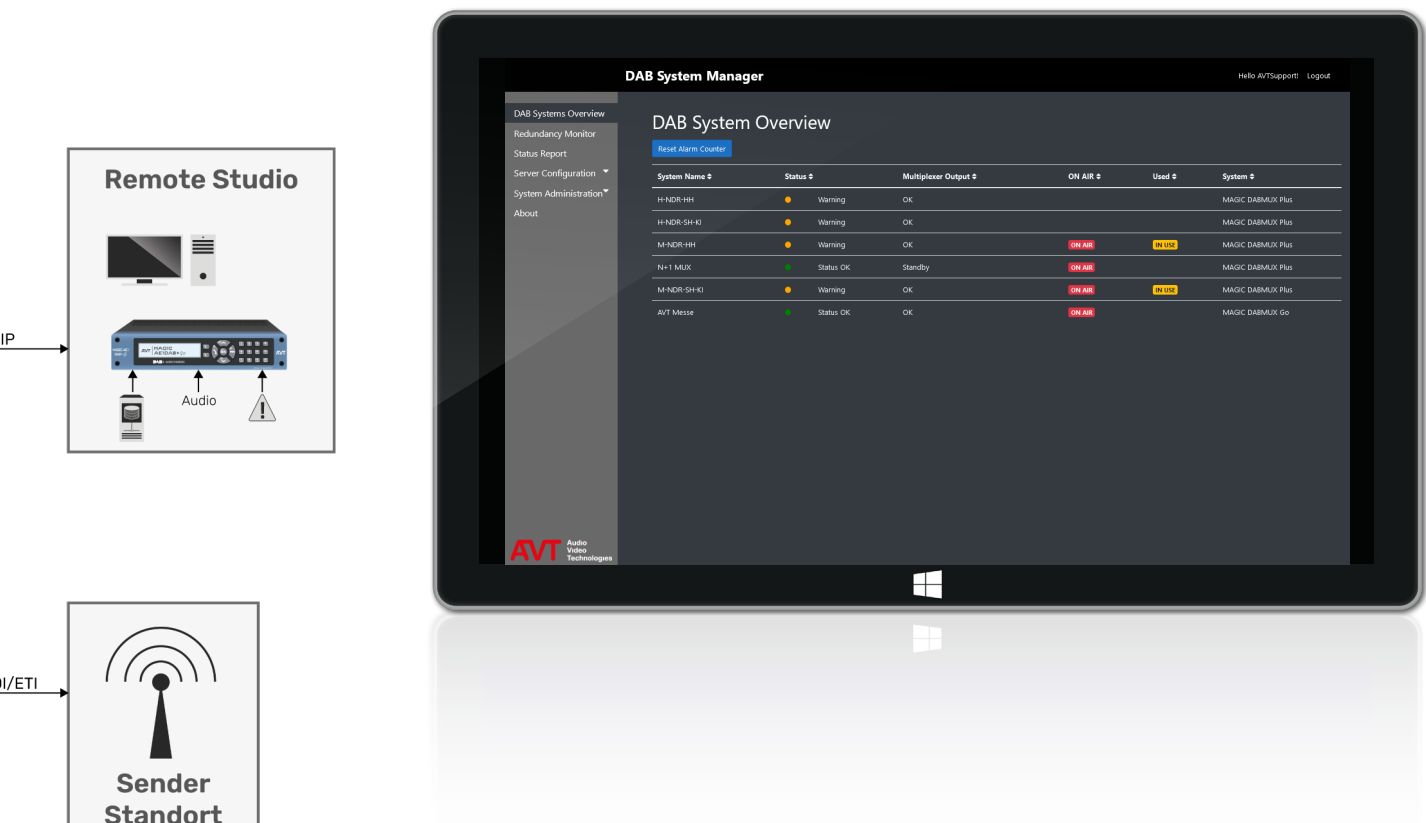 Remote Studio
IP
AVT
MAGIC
DAB+
AVT
Audio
DI/ETI
Sender
Standort
DAB System Manager
Hello AVTSupport! Logout
DAB Systems Overview
Redundancy Monitor
Status Report
Server Configuration
System Administration
About
AVT Audio
Video
Technologies
DAB System Overview
Reset Alarm Counter
System Name Status Multiplexer Output ON AIR Used System
H-NDR-HH Warning OK MAGIC DABMUX Plus
H-NDR-SH-KI Warning OK MAGIC DABMUX Plus
M-NDR-HH Warning OK ON AIR IN USE MAGIC DABMUX Plus
N+1 MUX Status OK Standby ON AIR MAGIC DABMUX Plus
M-NDR-SH-KI Warning OK ON AIR IN USE MAGIC DABMUX Plus
AVT Messe Status OK OK ON AIR MAGIC DABMUX Go